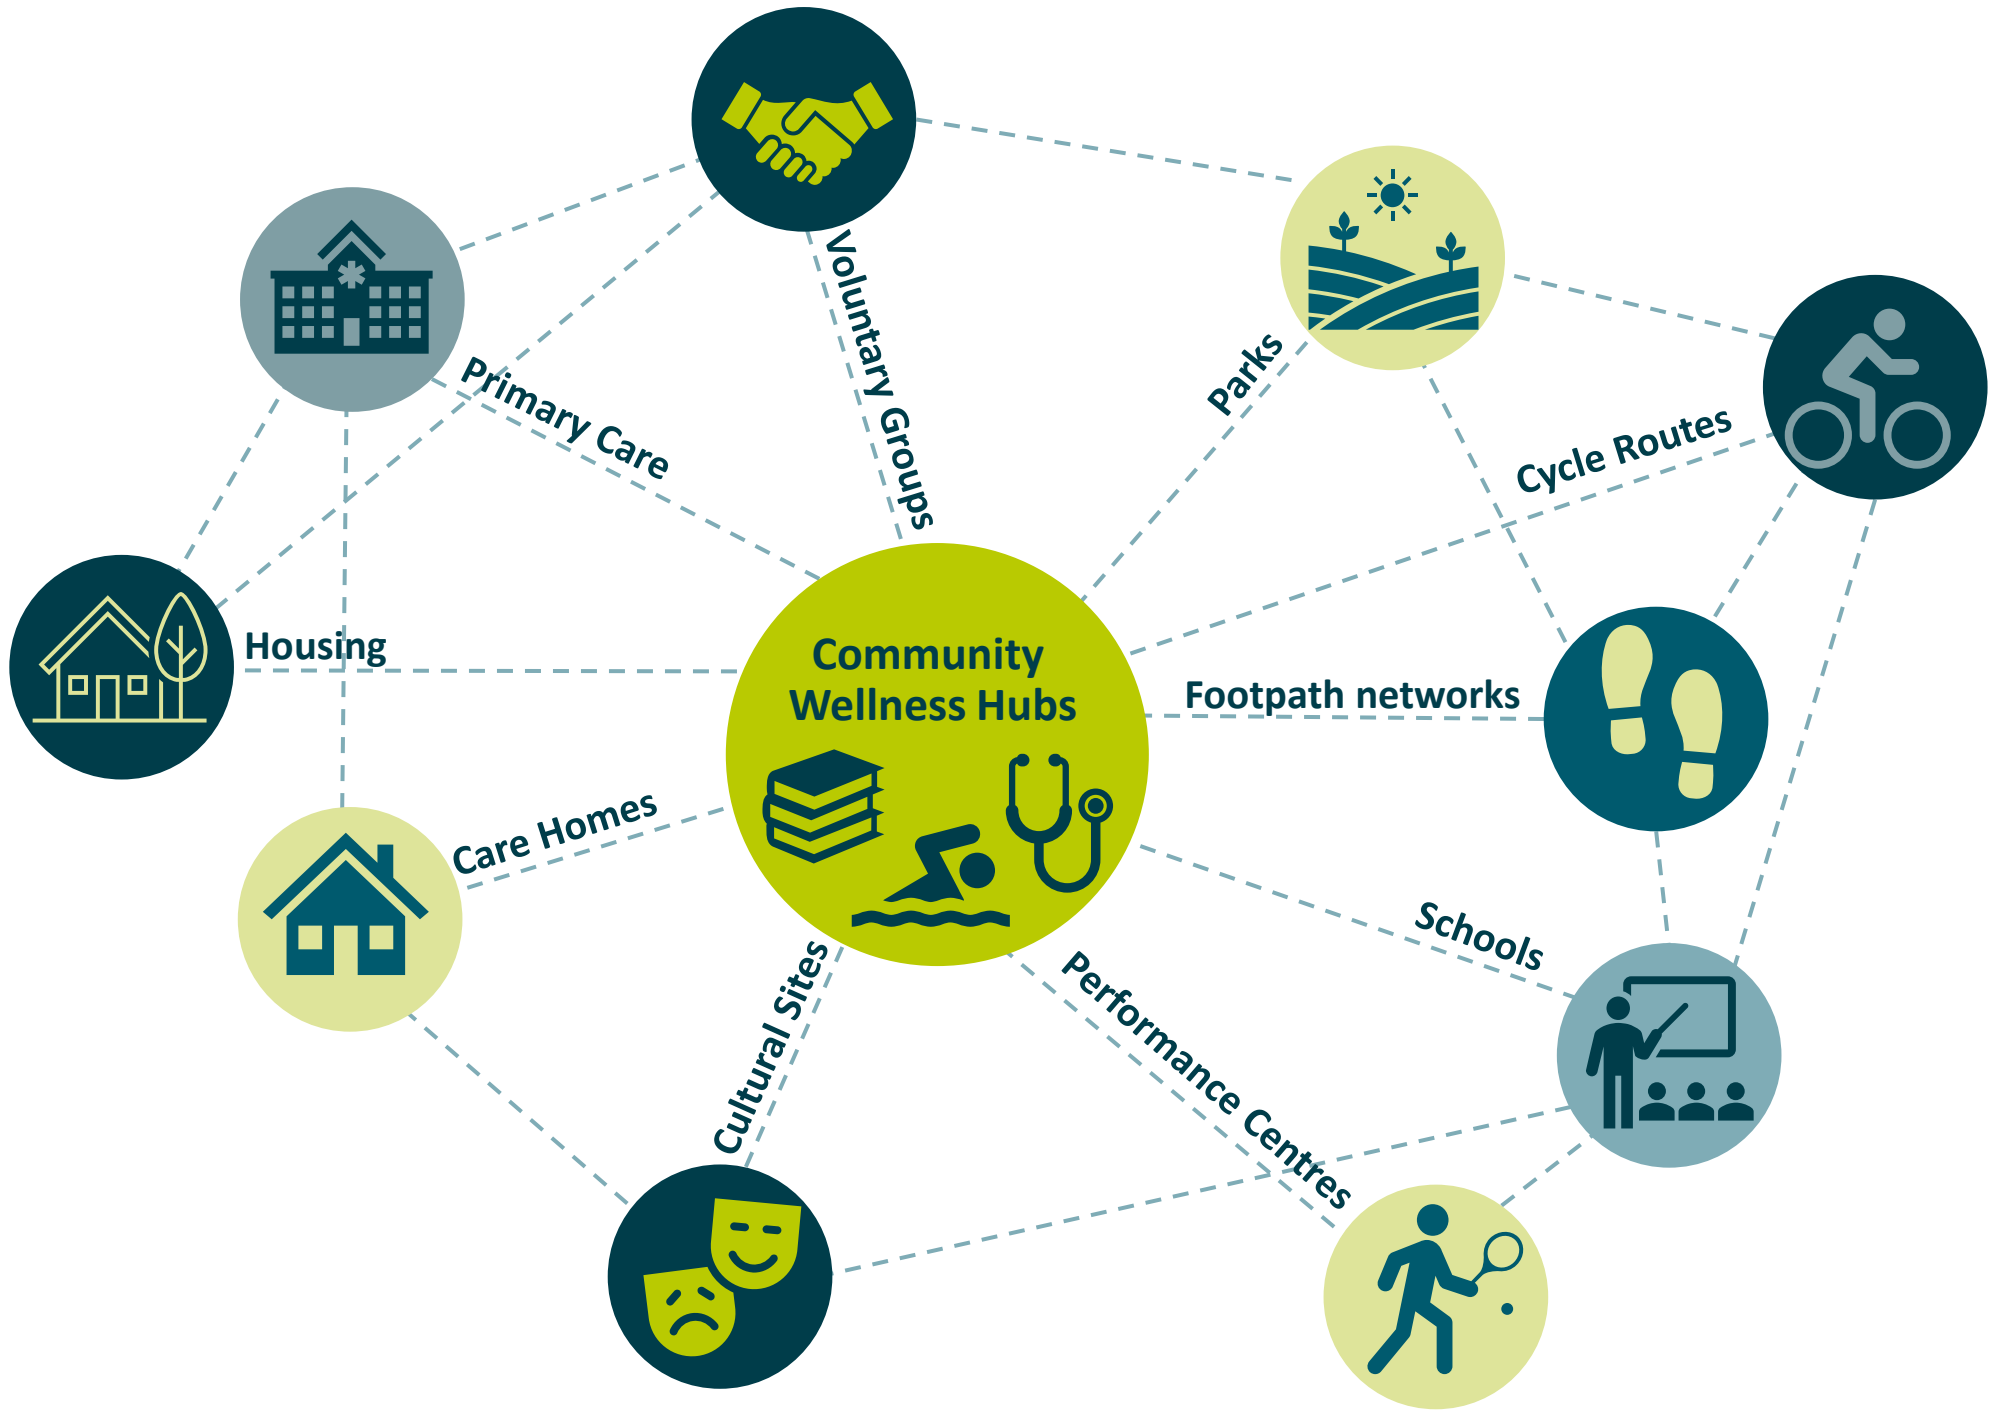 Voluntary Groups
Parks
Primary Care
Cycle Routes
Housing
Community
Wellness Hubs
Footpath networks
Care Homes
Schools
Cultural Sites
Performance Centres